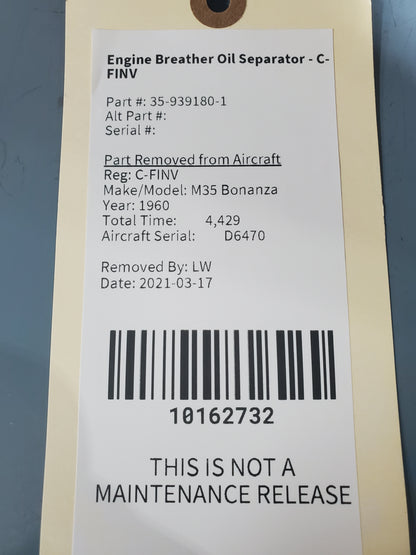 Engine Breather Oil Separator - C-
FINV
Part #: 35-939180-1
Alt Part #:
Serial #:
Part Removed from Aircraft
Reg: C-FINV
Make/Model: M35 Bonanza
Year: 1960
Total Time: 4,429
Aircraft Serial: D6470
Removed By: LW
Date: 2021-03-17
10162732
THIS IS NOT A
MAINTENANCE RELEASE